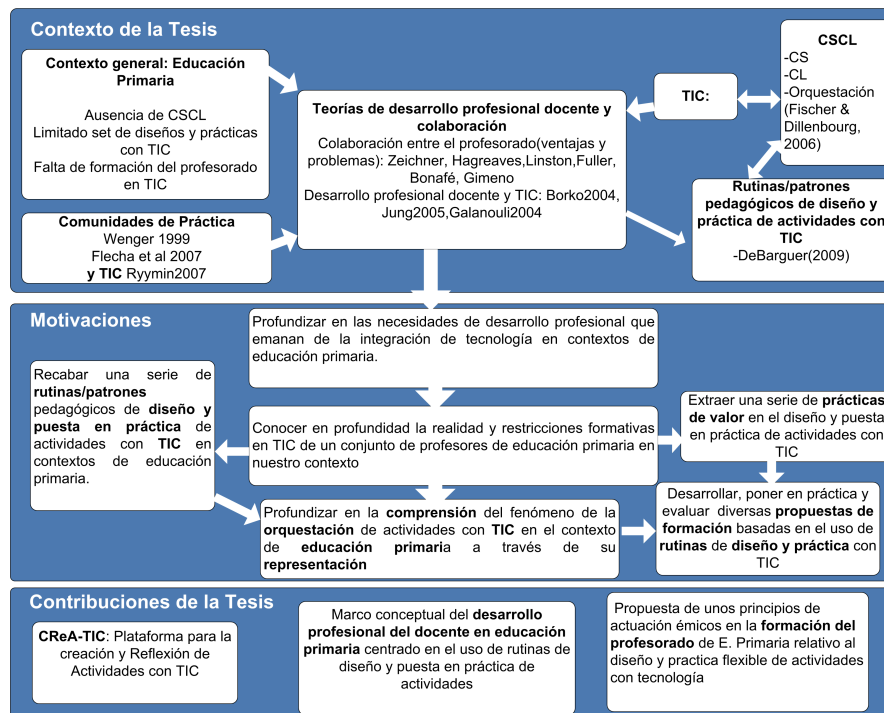 Contexto de la Tesis
Contexto general: Educación
Primaria
Ausencia de CSCL
Limitado set de diseños y prácticas
con TIC
Falta de formación del profesorado
en TIC
Comunidades de Práctica
Wenger 1999
Flecha et al 2007
y TIC Ryymin2007
Teorías de desarrollo profesional docente y
colaboración
Colaboración entre el profesorado(ventajas y
problemas): Zeichner, Hagreaves,Linston,Fuller,
Bonafé, Gimeno
Desarrollo profesional docente y TIC: Borko2004,
Jung2005,Galanouli2004
TIC:
CSCL
-CS
-CL
-Orquestación
(Fischer &
Dillenbourg,
2006)
Rutinas/patrones
pedagógicos de diseño y
práctica de actividades con
TIC
-DeBarguer(2009)
Motivaciones
Profundizar en las necesidades de desarrollo profesional que
emanan de la integración de tecnología en contextos de
educación primaria.
Recabar una serie de
rutinas/patrones
pedagógicos de diseño y
puesta en práctica de
actividades con TIC en
contextos de educación
primaria.
Conocer en profundidad la realidad y restricciones formativas
en TIC de un conjunto de profesores de educación primaria en
nuestro contexto
Extraer una serie de prácticas
de valor en el diseño y puesta
en práctica de actividades con
TIC
Profundizar en la comprensión del fenómeno de la
orquestación de actividades con TIC en el contexto
de educación primaria a través de su
representación
Desarrollar, poner en práctica y
evaluar diversas propuestas de
formación basadas en el uso de
rutinas de diseño y práctica con
TIC
Contribuciones de la Tesis
CReA-TIC: Plataforma para la
creación y Reflexión de
Actividades con TIC
Marco conceptual del desarrollo
profesional del docente en educación
primaria centrado en el uso de rutinas de
diseño y puesta en práctica de
actividades
Propuesta de unos principios de
actuación émicos en la formación del
profesorado de E. Primaria relativo al
diseño y practica flexible de actividades
con tecnología